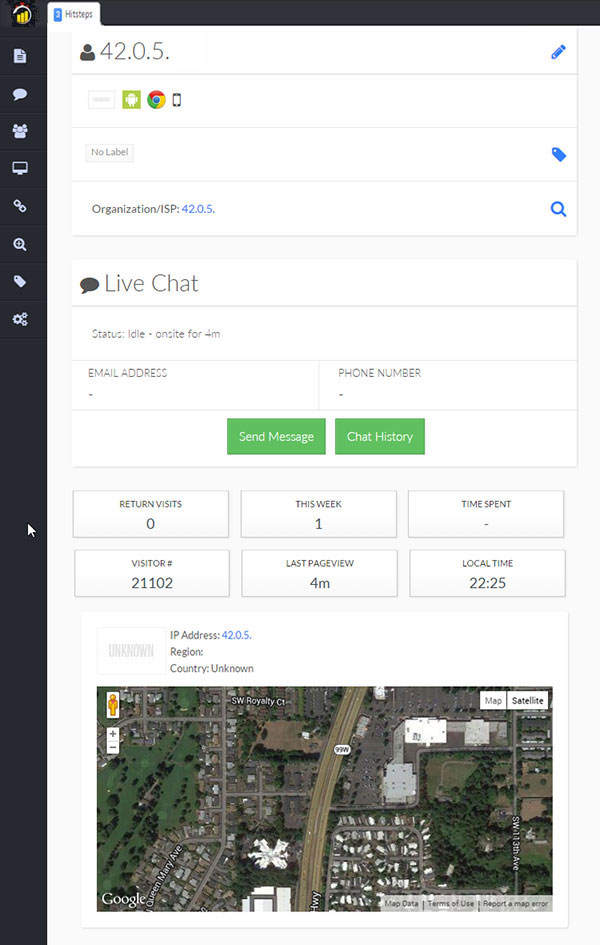 3 Hitsteps
42.0.5.
No Label
Organization/ISP: 42.0.5.
Live Chat
Status: Idle - onsite for 4m
EMAIL ADDRESS
-
PHONE NUMBER
-
Send Message
Chat History
RETURN VISITS
0
THIS WEEK
1
TIME SPENT
-
VISITOR #
21102
LAST PAGEVIEW
4m
LOCAL TIME
22:25
UNKNOWN
IP Address: 42.0.5.
Region:
Country: Unknown
SW Royalty Ct
Map
Satellite
+
−
99W
SW 113th Ave
Queen Mary Ave
Hwy
Google
Map Data
Terms of Use
Report a map error